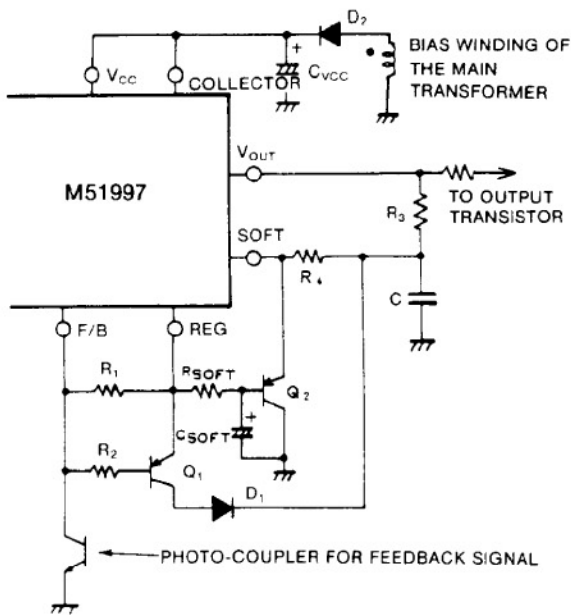 D2
BIAS WINDING OF
THE MAIN
TRANSFORMER
+
CVCC
VCC
COLLECTOR
VOUT
M51997
TO OUTPUT
TRANSISTOR
R3
SOFT
R4
C
F/B
REG
R1
RSOFT
Q2
+
CSOFT
R2
Q1
D1
PHOTO-COUPLER FOR FEEDBACK SIGNAL